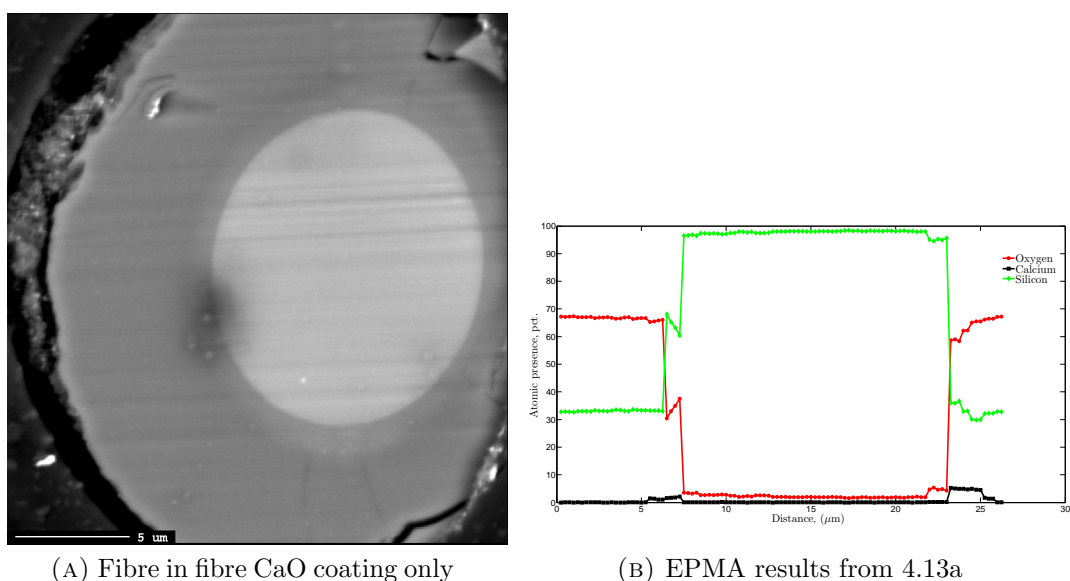 5 um
100
90
80
70
60
50
40
30
20
10
0
0 5 10 15 20 25 30
Atomic presence, pct.
Distance, (μm)
Oxygen
Calcium
Silicon
(A) Fibre in fibre CaO coating only
(B) EPMA results from 4.13a